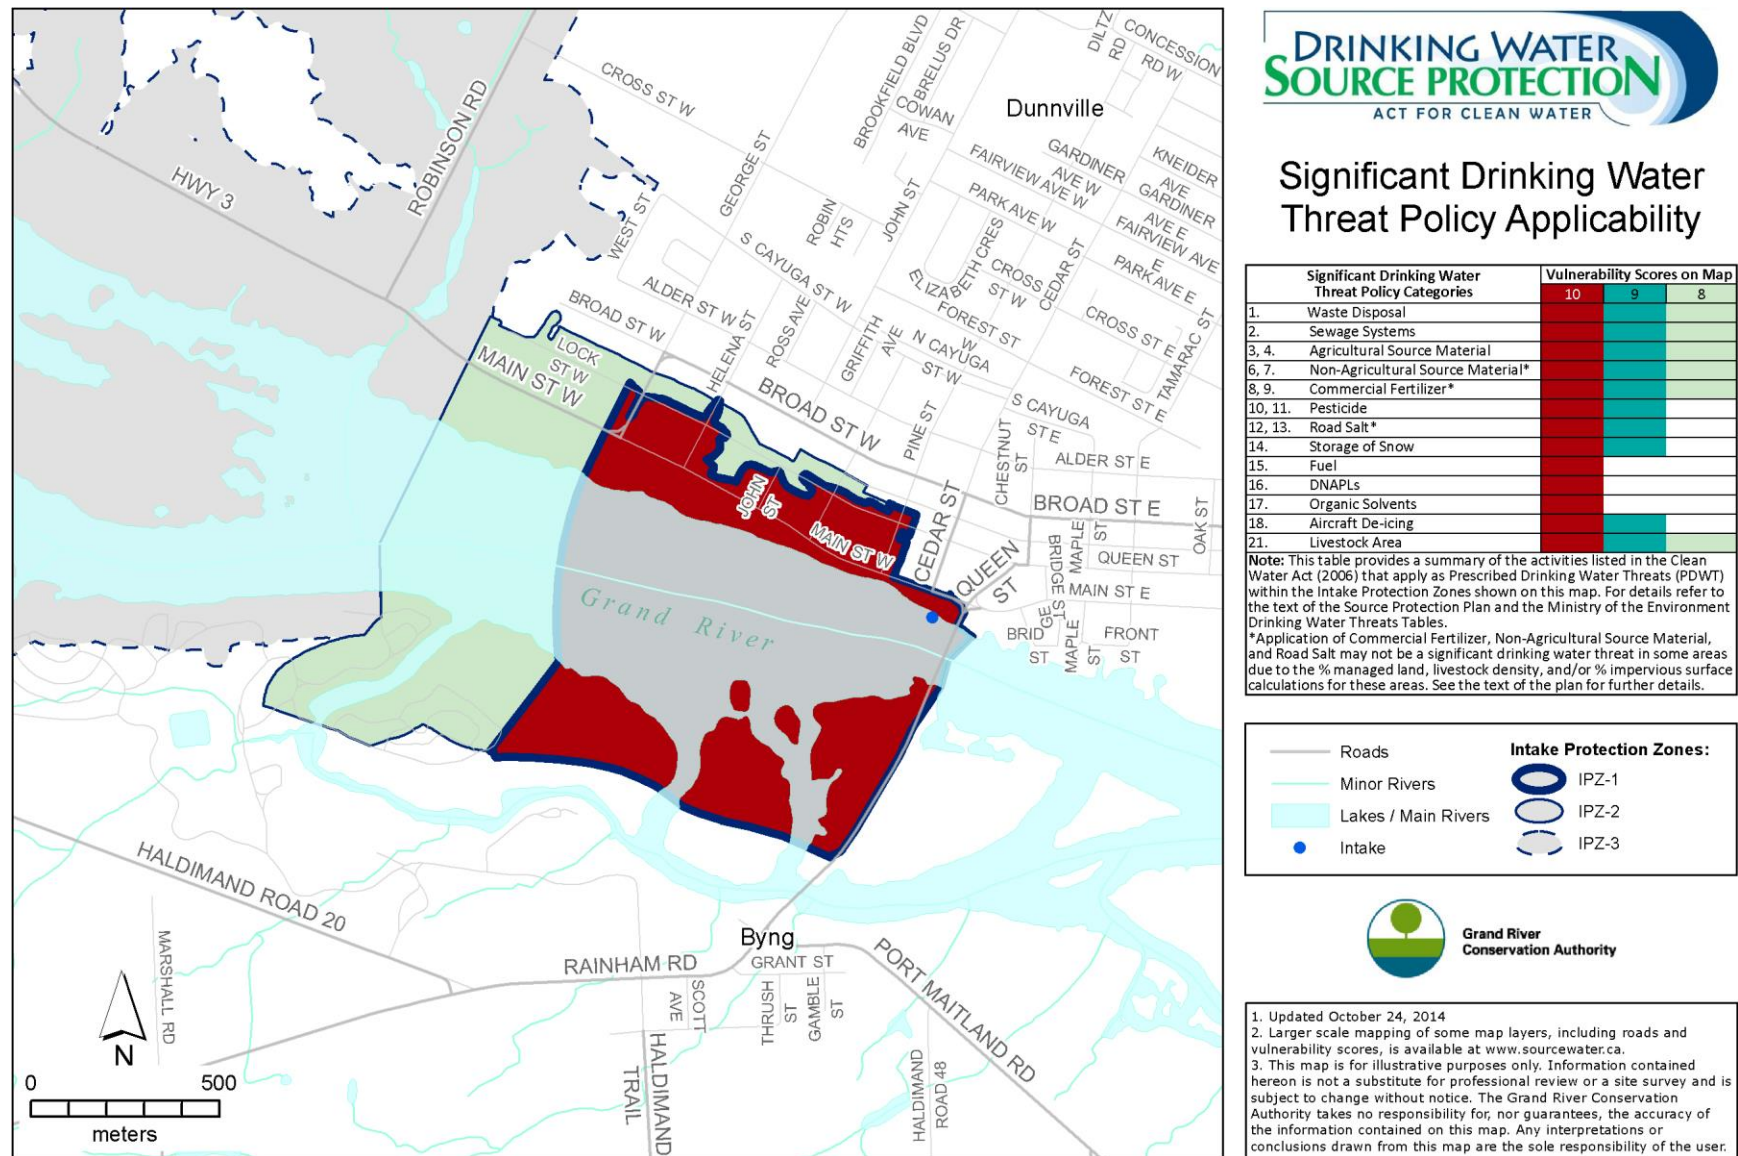 CONCESSION
RD W
DILTZ
RD
BROOKFIELD BLVD
BRELUS DR
COWAN
AVE
Dunnville
CROSS ST W
ROBINSON RD
HWY 3
GEORGE ST
WEST ST
ROBIN
HTS
JOHN ST
FAIRVIEW AVE W
GARDINER
AVE W
PARK AVE W
KNEIDER
AVE
GARDINER
AVE E
FAIRVIEW AVE
E
PARK AVE E
S CAYUGA ST W
ELIZABETH CRES
CROSS
ST W
CEDAR ST
ALDER ST W
BROAD ST W
HELENA ST
ROSS AVE
GRIFFITH
AVE
FOREST ST
W
N CAYUGA
ST W
CROSS ST E
TAMARAC ST
FOREST ST E
LOCK
ST W
MAIN ST W
BROAD ST W
PINE ST
S CAYUGA
ST E
CHESTNUT
ST
ALDER ST E
BROAD ST E
OAK ST
JOHN
ST
MAIN ST W
CEDAR ST
QUEEN
ST
BRIDGE ST
MAPLE
ST
QUEEN ST
MAIN ST E
Grand River
BRID
GE
ST
MAPLE
ST
FRONT
ST
HALDIMAND ROAD 20
MARSHALL RD
Byng
RAINHAM RD
GRANT ST
SCOTT
AVE
THRUSH
ST
GAMBLE
ST
PORT MAITLAND RD
HALDIMAND
TRAIL
HALDIMAND
ROAD 48
N
0 500
meters
DRINKING WATER
SOURCE PROTECTION
ACT FOR CLEAN WATER
Significant Drinking Water
Threat Policy Applicability
Significant Drinking Water
Threat Policy Categories
Vulnerability Scores on Map
10 9 8
1. Waste Disposal
2. Sewage Systems
3, 4. Agricultural Source Material
6, 7. Non-Agricultural Source Material*
8, 9. Commercial Fertilizer*
10, 11. Pesticide
12, 13. Road Salt*
14. Storage of Snow
15. Fuel
16. DNAPLs
17. Organic Solvents
18. Aircraft De-icing
21. Livestock Area
Note: This table provides a summary of the activities listed in the Clean
Water Act (2006) that apply as Prescribed Drinking Water Threats (PDWT)
within the Intake Protection Zones shown on this map. For details refer to
the text of the Source Protection Plan and the Ministry of the Environment
Drinking Water Threats Tables.
*Application of Commercial Fertilizer, Non-Agricultural Source Material,
and Road Salt may not be a significant drinking water threat in some areas
due to the % managed land, livestock density, and/or % impervious surface
calculations for these areas. See the text of the plan for further details.
Roads
Minor Rivers
Lakes / Main Rivers
Intake
Intake Protection Zones:
IPZ-1
IPZ-2
IPZ-3
Grand River
Conservation Authority
1. Updated October 24, 2014
2. Larger scale mapping of some map layers, including roads and
vulnerability scores, is available at www.sourcewater.ca.
3. This map is for illustrative purposes only. Information contained
hereon is not a substitute for professional review or a site survey and is
subject to change without notice. The Grand River Conservation
Authority takes no responsibility for, nor guarantees, the accuracy of
the information contained on this map. Any interpretations or
conclusions drawn from this map are the sole responsibility of the user.